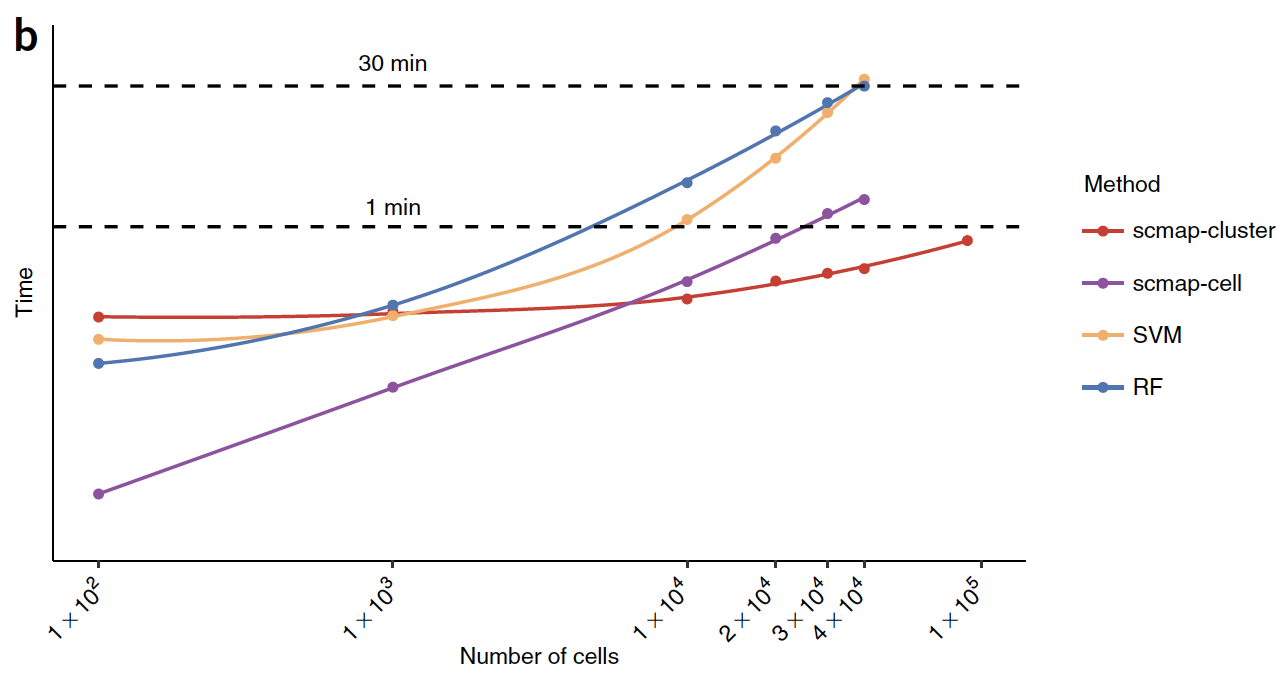 b
30 min
1 min
Time
1 × 10²
1 × 10³
1 × 10⁴
2 × 10⁴
3 × 10⁴
4 × 10⁴
1 × 10⁵
Number of cells
Method
scmap-cluster
scmap-cell
SVM
RF